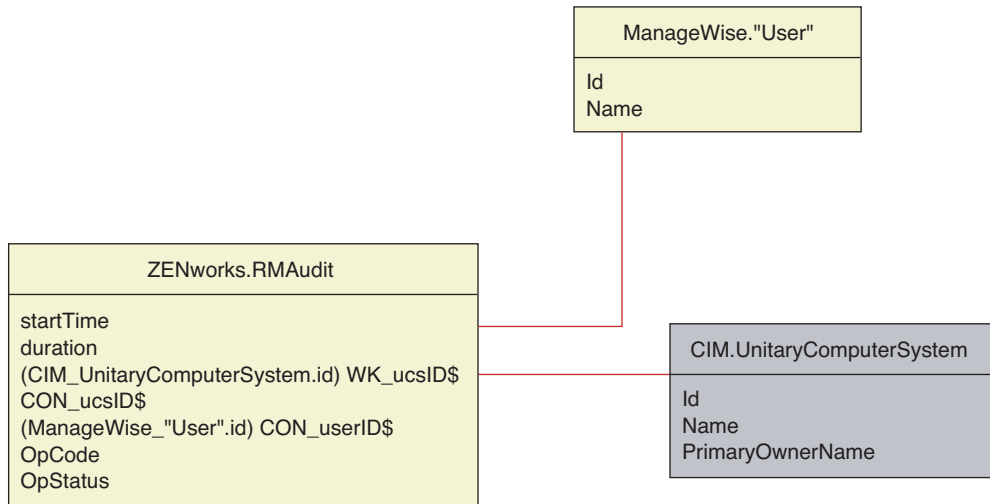 ManageWise."User"
Id
Name
ZENworks.RMAudit
startTime
duration
(CIM_UnitaryComputerSystem.id) WK_ucsID$
CON_ucsID$
(ManageWise_"User".id) CON_userID$
OpCode
OpStatus
CIM.UnitaryComputerSystem
Id
Name
PrimaryOwnerName